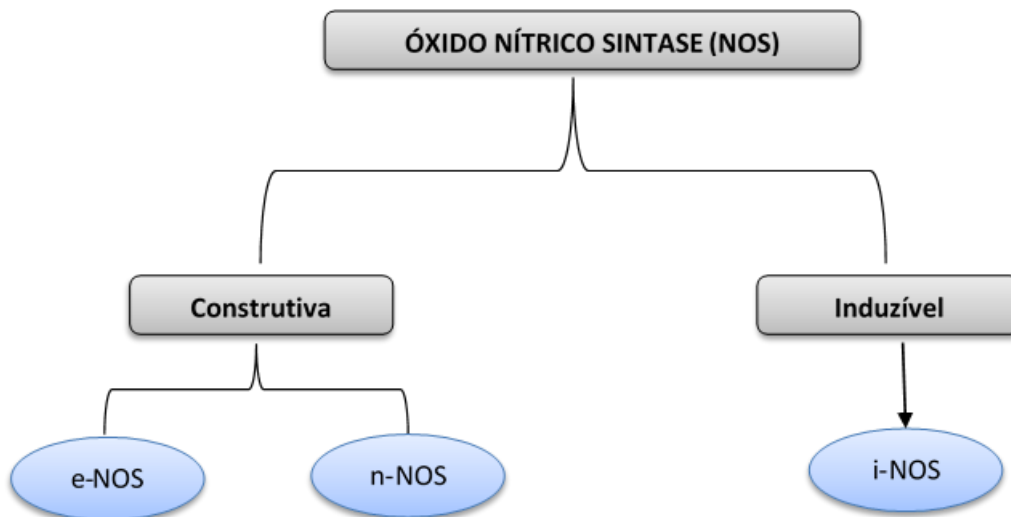 ÓXIDO NÍTRICO SINTASE (NOS)
Construtiva
Induzível
e-NOS
n-NOS
i-NOS